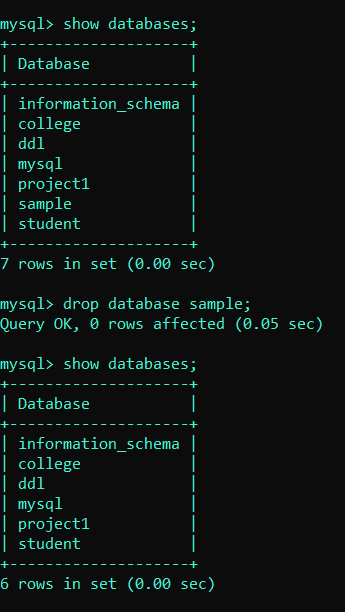 mysql> show databases;
+--------------------+
| Database           |
+--------------------+
| information_schema |
| college            |
| ddl                |
| mysql              |
| project1           |
| sample             |
| student            |
+--------------------+
7 rows in set (0.00 sec)
mysql> drop database sample;
Query OK, 0 rows affected (0.05 sec)
mysql> show databases;
+--------------------+
| Database           |
+--------------------+
| information_schema |
| college            |
| ddl                |
| mysql              |
| project1           |
| student            |
+--------------------+
6 rows in set (0.00 sec)